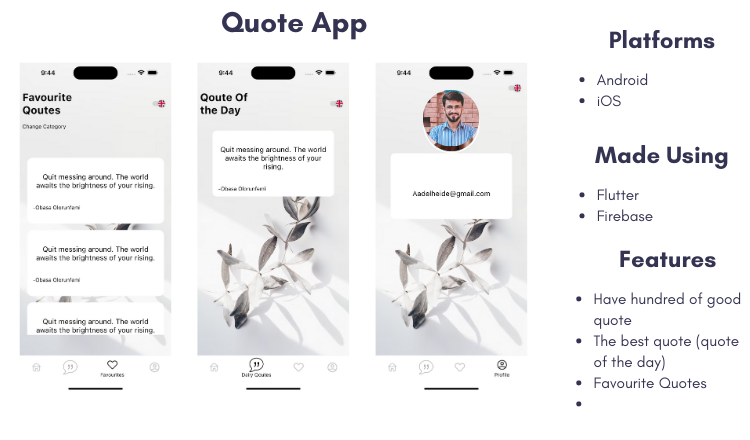 Quote App
9:44
Favourite
Qoutes
Change Category
Quit messing around. The world
awaits the brightness of your rising.
-Obasa Olorunfemi
Quit messing around. The world
awaits the brightness of your rising.
-Obasa Olorunfemi
Quit messing around. The world
awaits the brightness of your rising.
Favourites
9:44
Qoute Of
the Day
Quit messing around. The world
awaits the brightness of your
rising.
-Obasa Olorunfemi
Daily Qoutes
9:44
Aadelheide@gmail.com
Profile
Platforms
• Android
• iOS
Made Using
• Flutter
• Firebase
Features
• Have hundred of good
quote
• The best quote (quote
of the day)
• Favourite Quotes
•